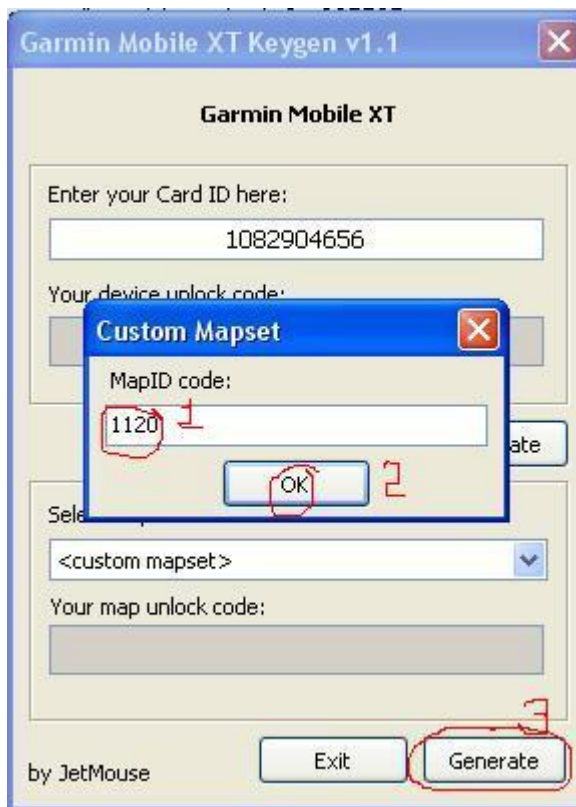 Garmin Mobile XT Keygen v1.1
Garmin Mobile XT
Enter your Card ID here:
1082904656
Your device unlock code:
Custom Mapset
MapID code:
1120 1
OK 2
<custom mapset>
Your map unlock code:
3
by JetMouse Exit Generate